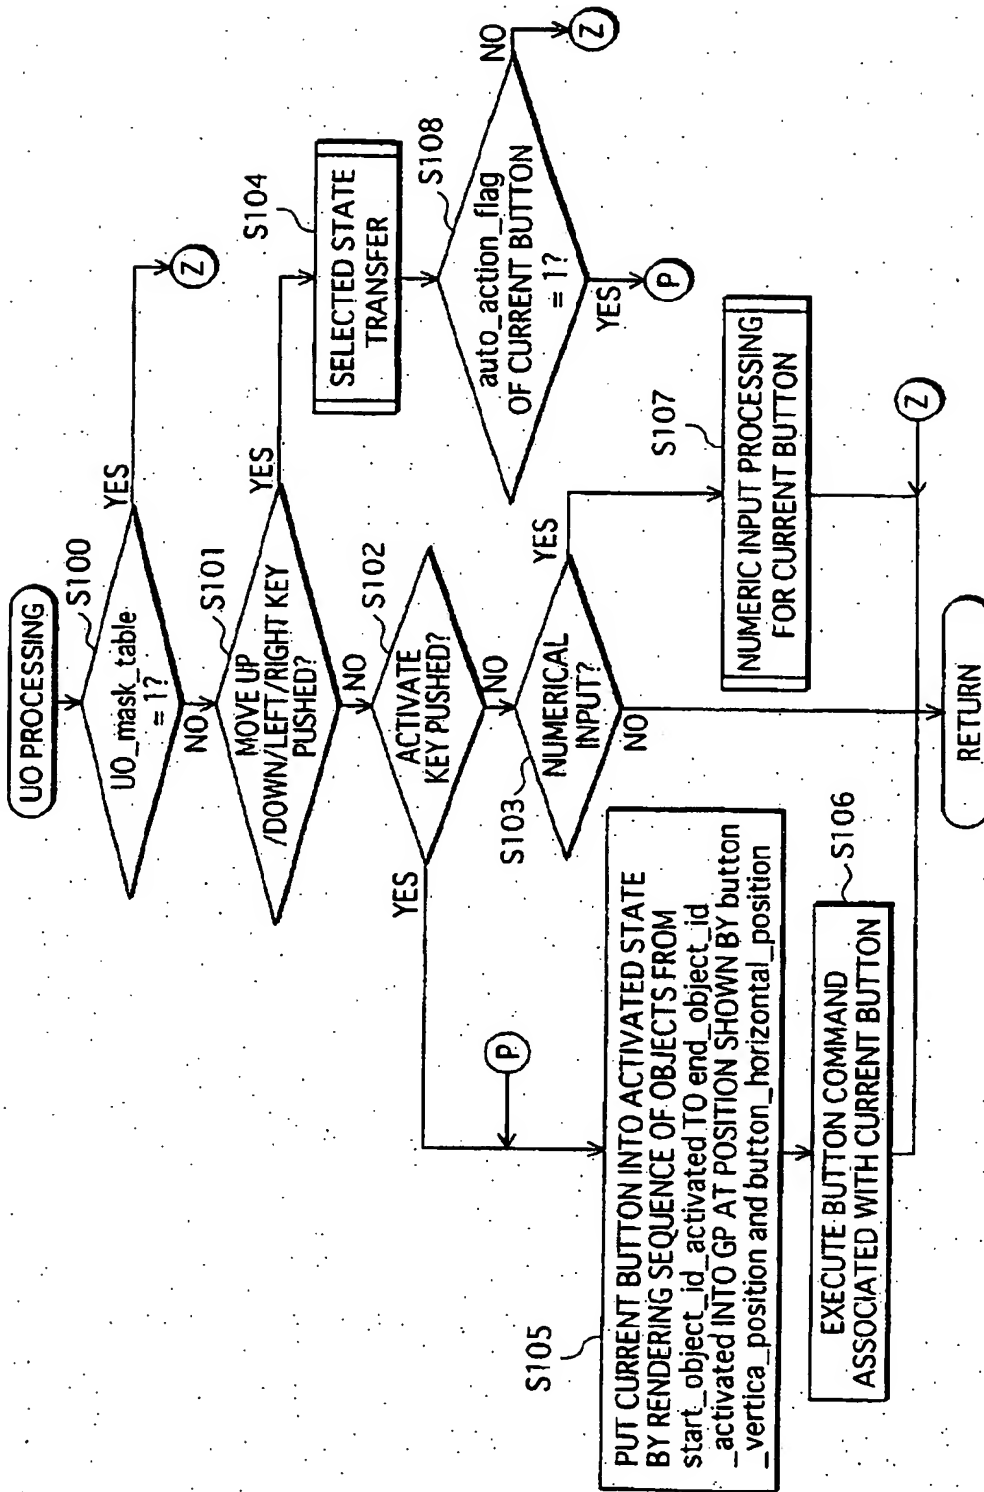 UO PROCESSING
S100
UO_mask_table
= 1?
YES
Z
NO
S101
MOVE UP
/DOWN/LEFT/RIGHT KEY
PUSHED?
YES
S104
SELECTED STATE
TRANSFER
S108
auto_action_flag
OF CURRENT BUTTON
= 1?
NO
Z
YES
P
NO
S102
ACTIVATE
KEY PUSHED?
YES
NO
S103
NUMERICAL
INPUT?
YES
NO
S107
NUMERIC INPUT PROCESSING
FOR CURRENT BUTTON
Z
P
S105
PUT CURRENT BUTTON INTO ACTIVATED STATE
BY RENDERING SEQUENCE OF OBJECTS FROM
start_object_id_activated TO end_object_id
_activated INTO GP AT POSITION SHOWN BY button
_vertica_position and button_horizontal_position
S106
EXECUTE BUTTON COMMAND
ASSOCIATED WITH CURRENT BUTTON
RETURN